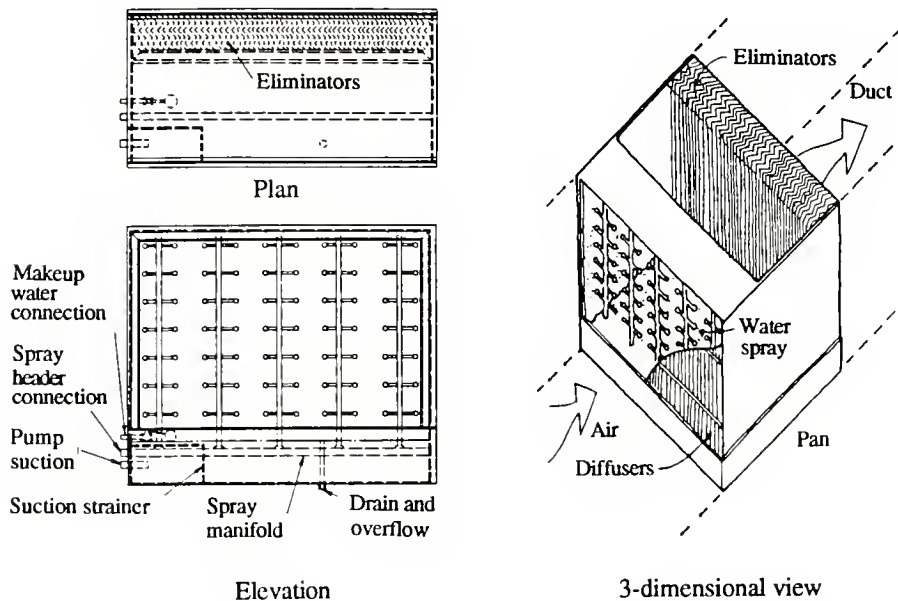 Eliminators
Plan
Makeup
water
connection
Spray
header
connection
Pump
suction
Suction strainer
Spray
manifold
Drain and
overflow
Elevation
Eliminators
Duct
Water
spray
Air
Diffusers
Pan
3-dimensional view